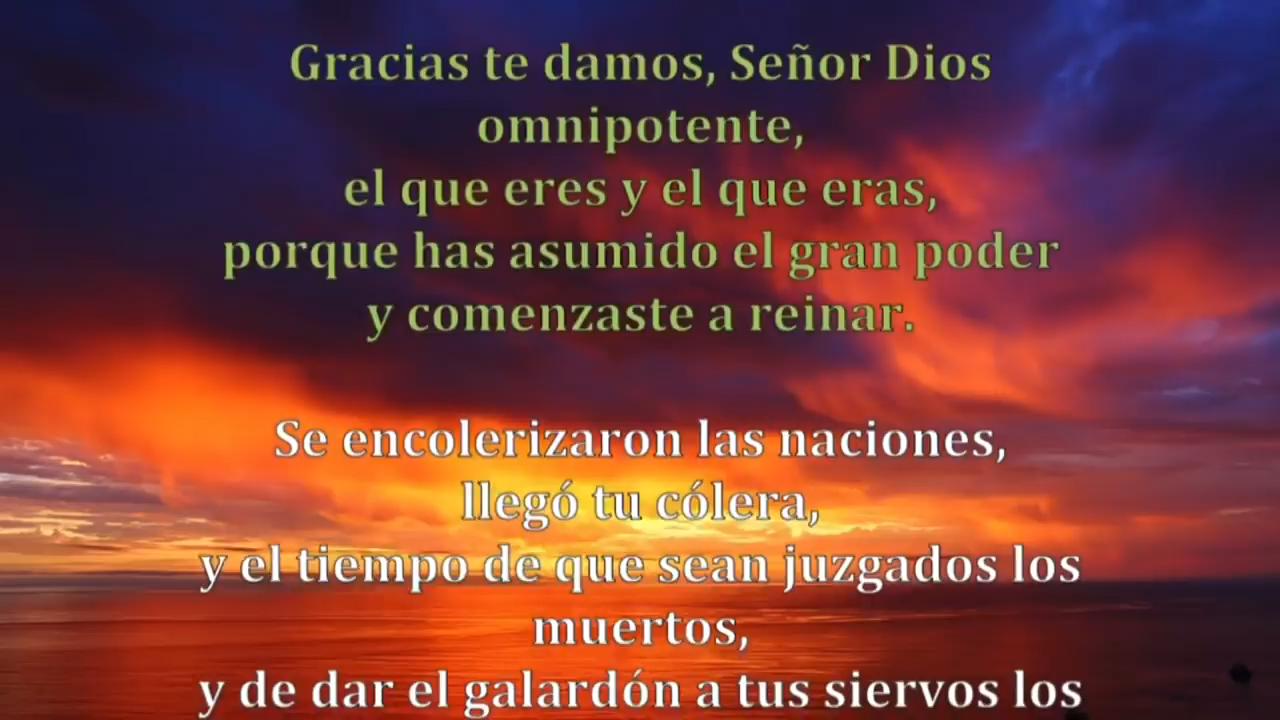 Gracias te damos, Señor Dios
omnipotente,
el que eres y el que eras,
porque has asumido el gran poder
y comenzaste a reinar.
Se encolerizaron las naciones,
llegó tu cólera,
y el tiempo de que sean juzgados los
muertos,
y de dar el galardón a tus siervos los